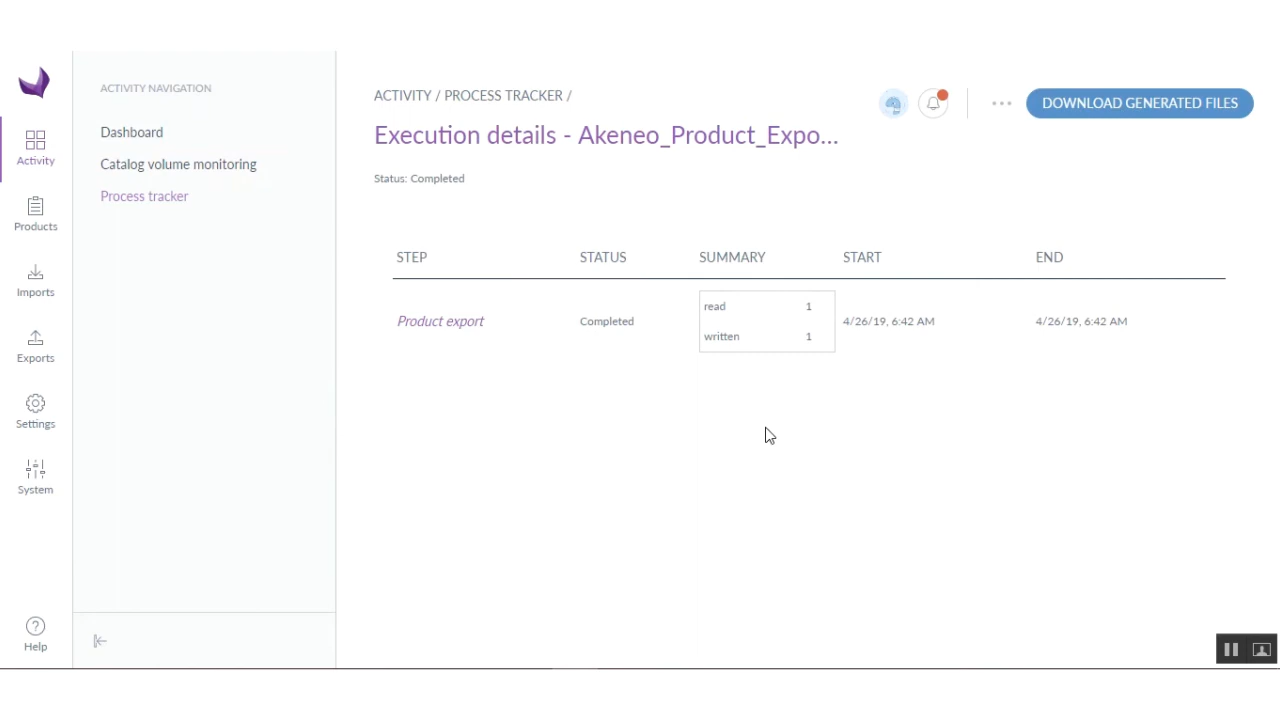 ACTIVITY NAVIGATION
Dashboard
Catalog volume monitoring
Process tracker
Activity
Products
Imports
Exports
Settings
System
Help
ACTIVITY / PROCESS TRACKER /
Execution details - Akeneo_Product_Expo...
Status: Completed
DOWNLOAD GENERATED FILES
STEP STATUS SUMMARY START END
Product export Completed read 1 4/26/19, 6:42 AM 4/26/19, 6:42 AM
written 1